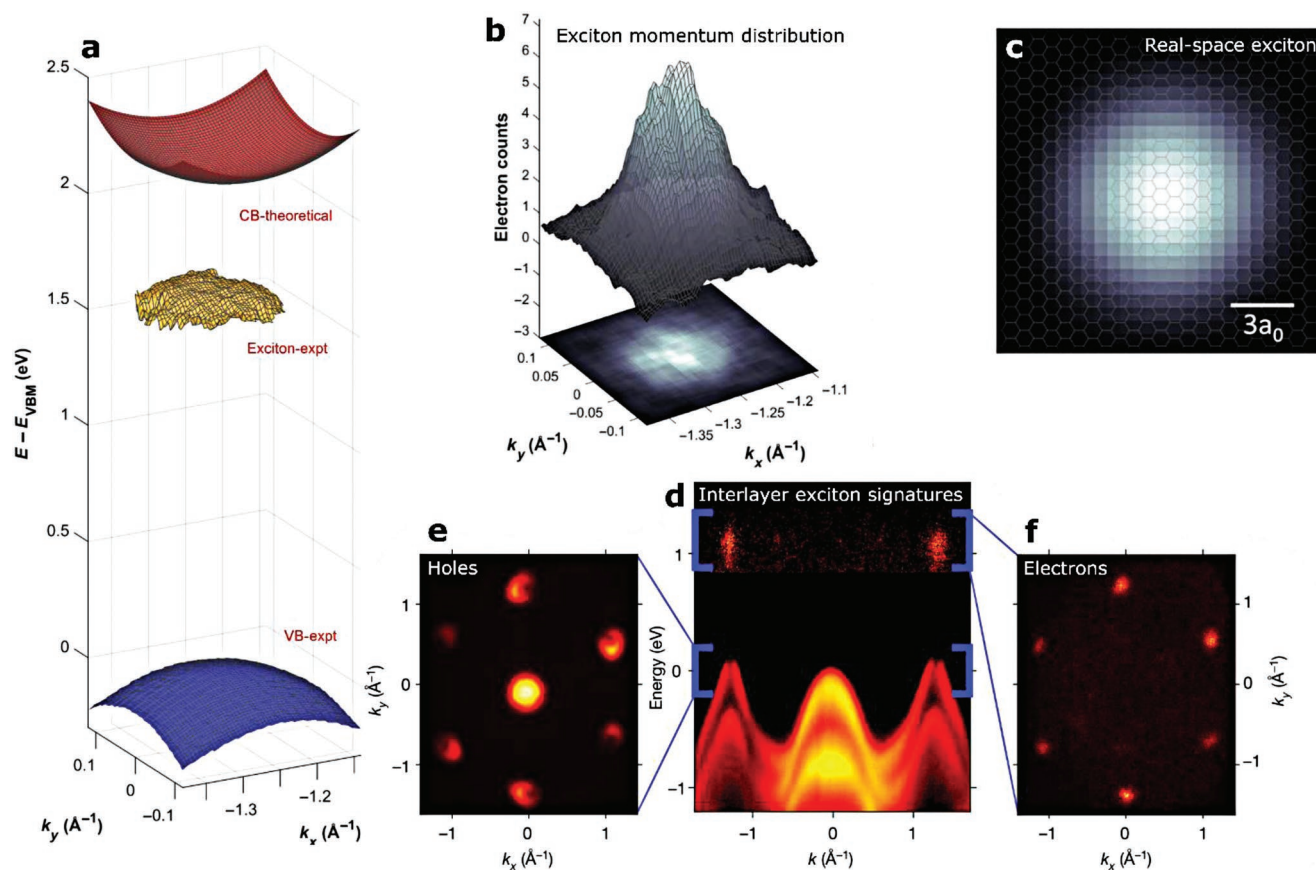 a
2.5
2
1.5
1
0.5
0
E − E_VBM (eV)
CB-theoretical
Exciton-expt
VB-expt
0.1
0
−0.1
k_y (Å⁻¹)
−1.3
−1.2
k_x (Å⁻¹)
b
Exciton momentum distribution
7
6
5
4
3
2
1
0
−1
−2
−3
Electron counts
0.1
0.05
0
−0.05
−0.1
k_y (Å⁻¹)
−1.35
−1.3
−1.25
−1.2
−1.1
k_x (Å⁻¹)
c
Real-space exciton
3a₀
d
Interlayer exciton signatures
1
0
−1
Energy (eV)
−1
0
1
k (Å⁻¹)
e
Holes
1
0
−1
k_y (Å⁻¹)
−1
0
1
k_x (Å⁻¹)
f
Electrons
1
0
−1
k_y (Å⁻¹)
−1
0
1
k_x (Å⁻¹)